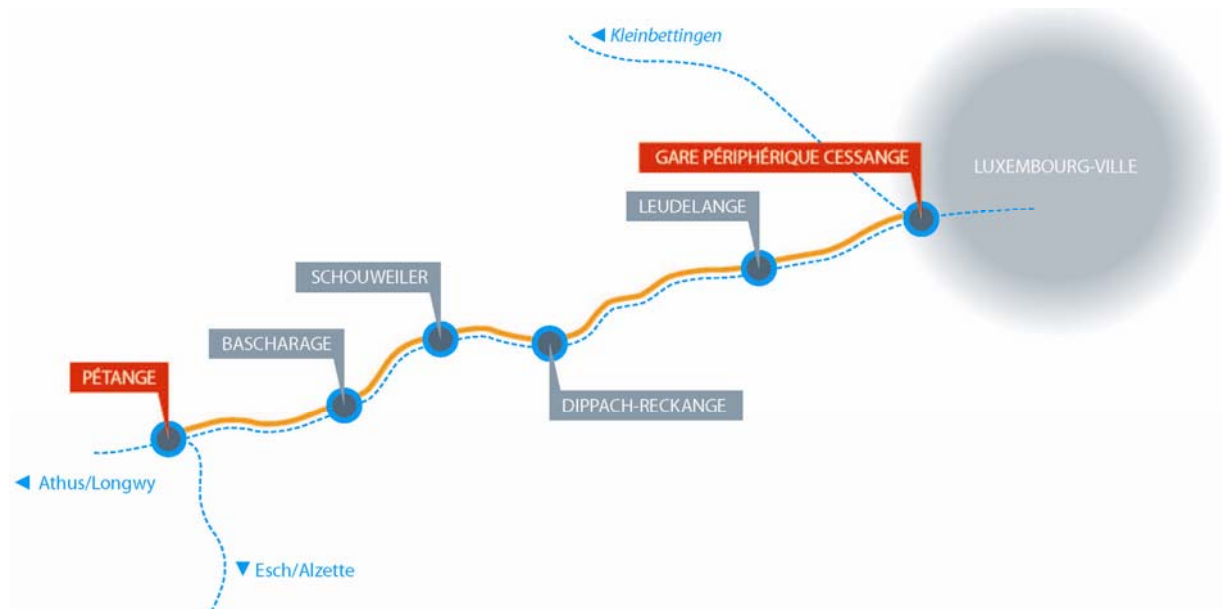 Kleinbettingen
GARE PÉRIPHÉRIQUE CESSANGE
LUXEMBOURG-VILLE
LEUDELANGE
SCHOUWEILER
BASCHARAGE
PÉTANGE
DIPPACH-RECKANGE
Athus/Longwy
Esch/Alzette